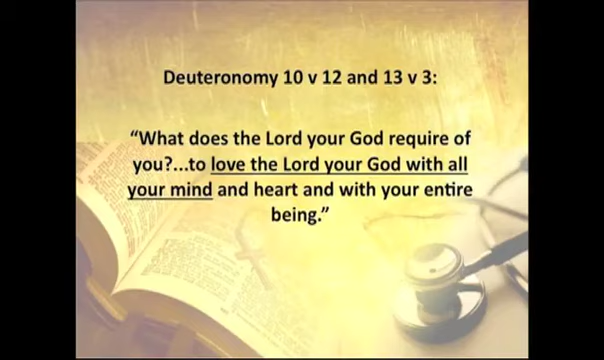 Deuteronomy 10 v 12 and 13 v 3:
“What does the Lord your God require of
you?...to love the Lord your God with all
your mind and heart and with your entire
being.”